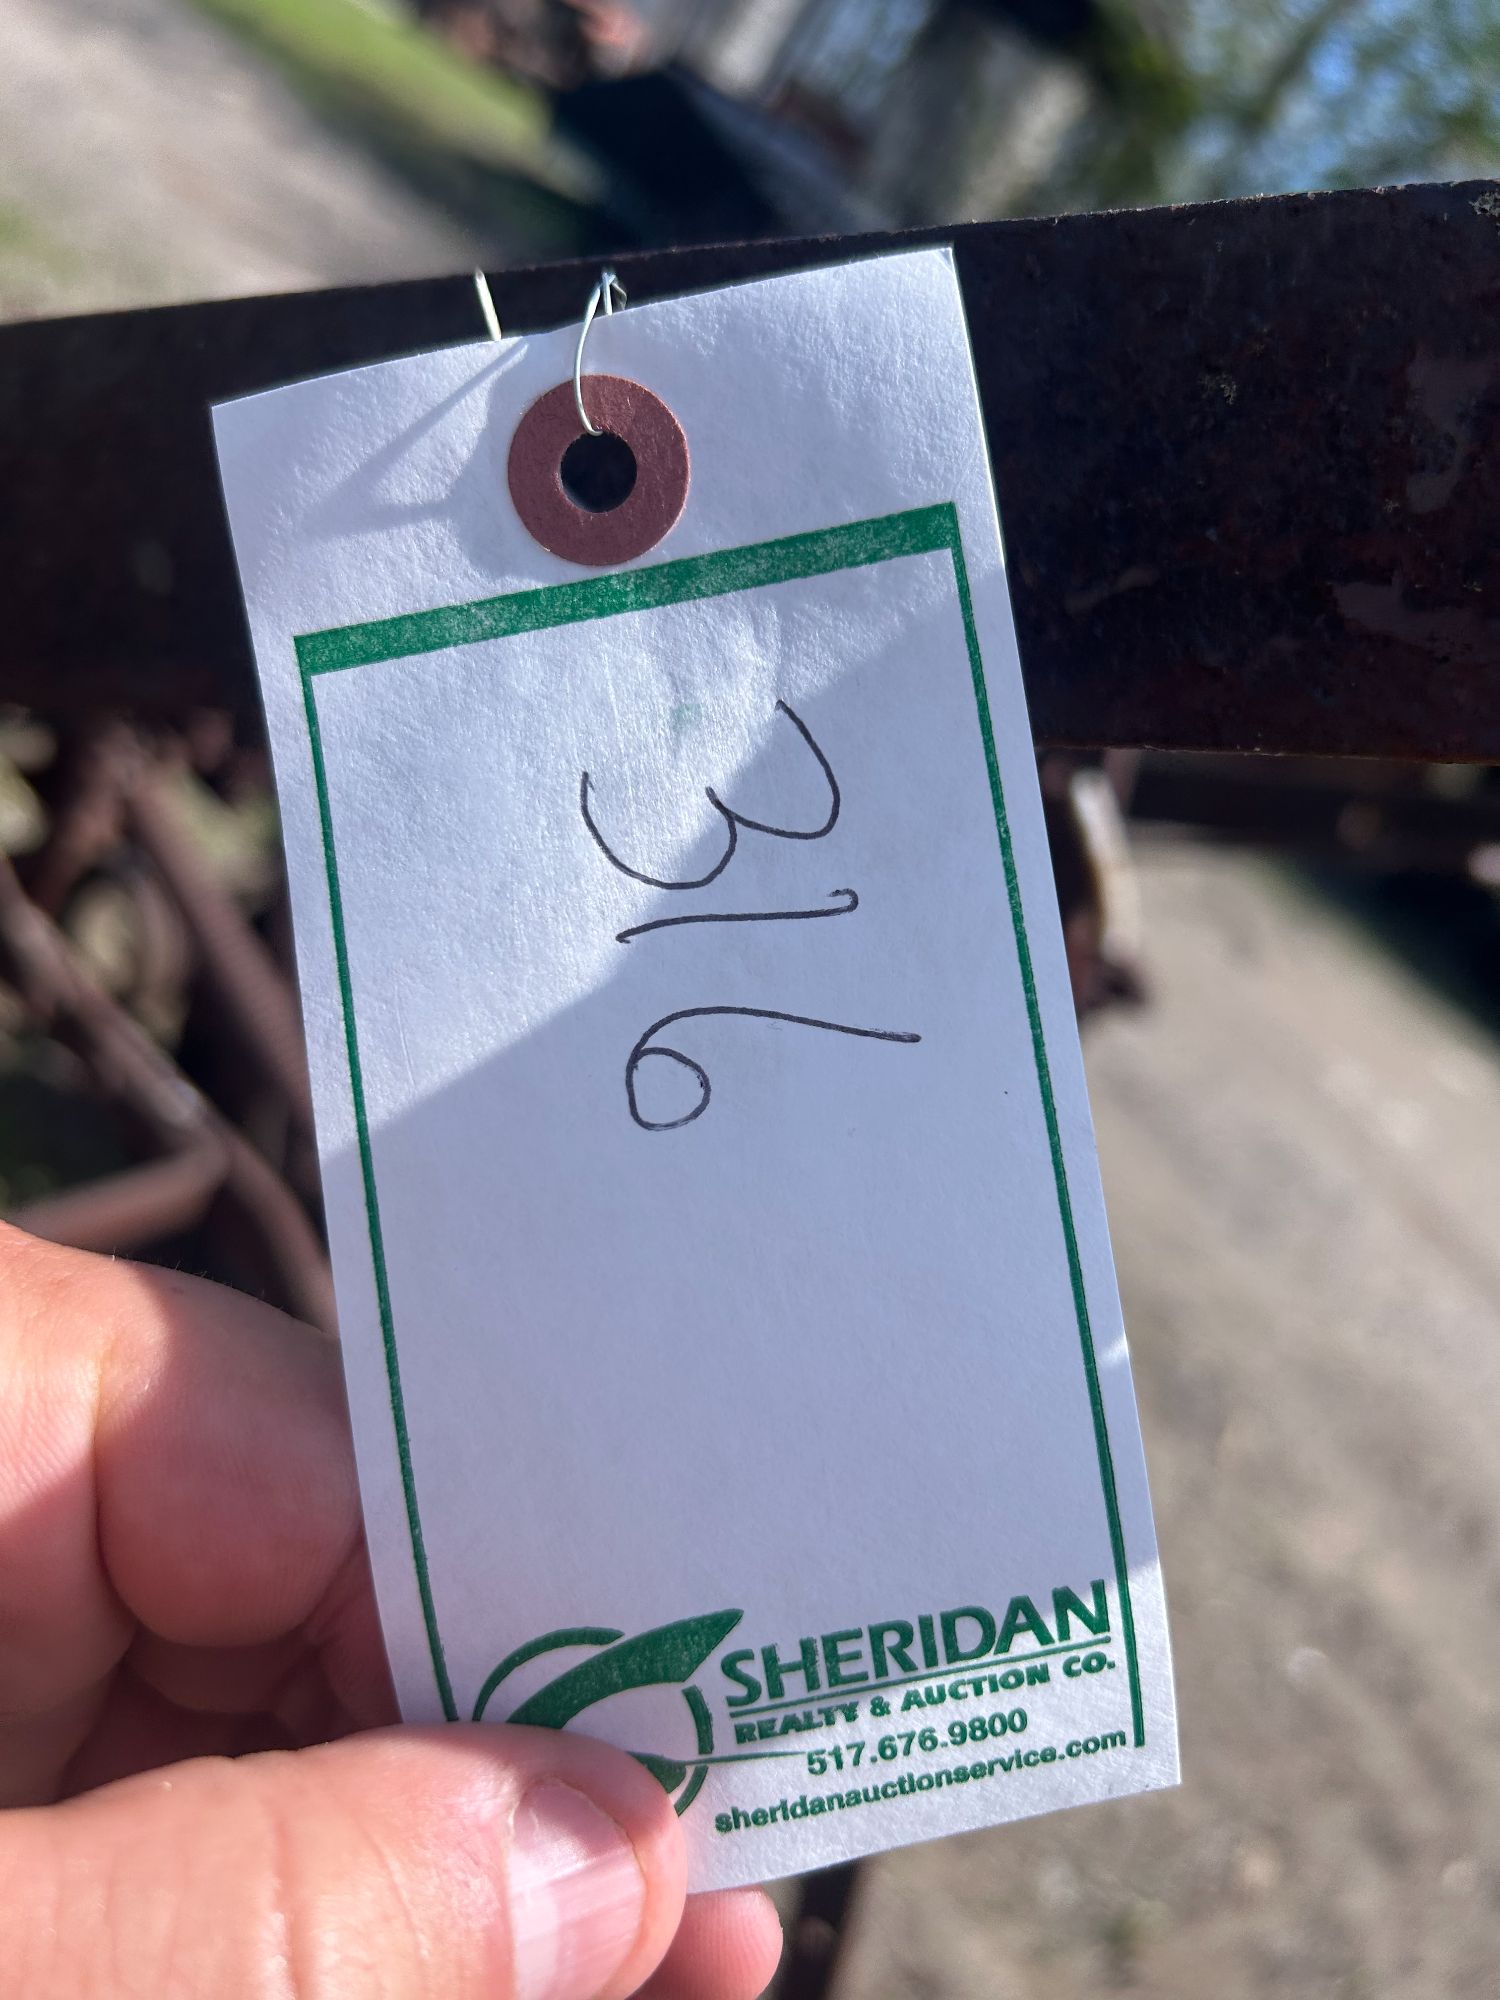 316
SHERIDAN
REALTY & AUCTION CO.
517.676.9800
sheridanauctionservice.com